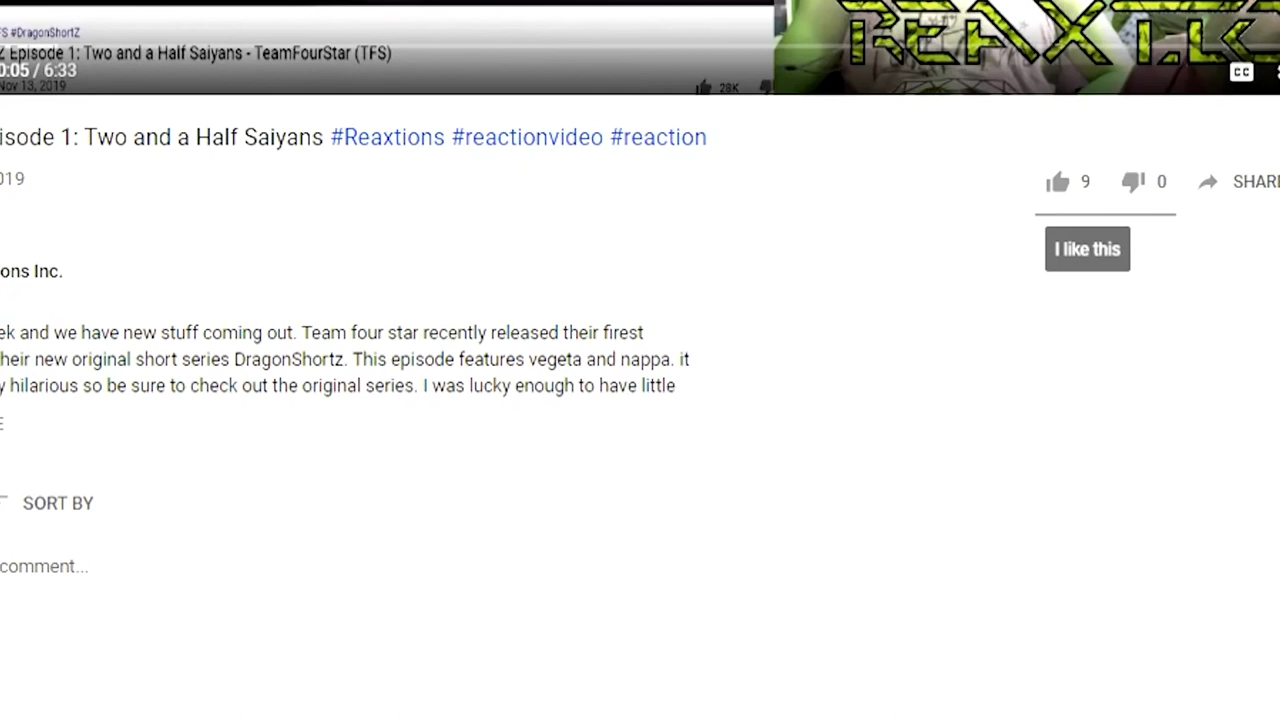 FS #DragonShortZ
Z Episode 1: Two and a Half Saiyans - TeamFourStar (TFS)
0:05 / 6:33
Nov 13, 2019
28K
REAXTIO
CC
isode 1: Two and a Half Saiyans #Reaxtions #reactionvideo #reaction
019
9 0 SHARE
I like this
ons Inc.
ek and we have new stuff coming out. Team four star recently released their firest
heir new original short series DragonShortz. This episode features vegeta and nappa. it
y hilarious so be sure to check out the original series. I was lucky enough to have little
E
SORT BY
comment...